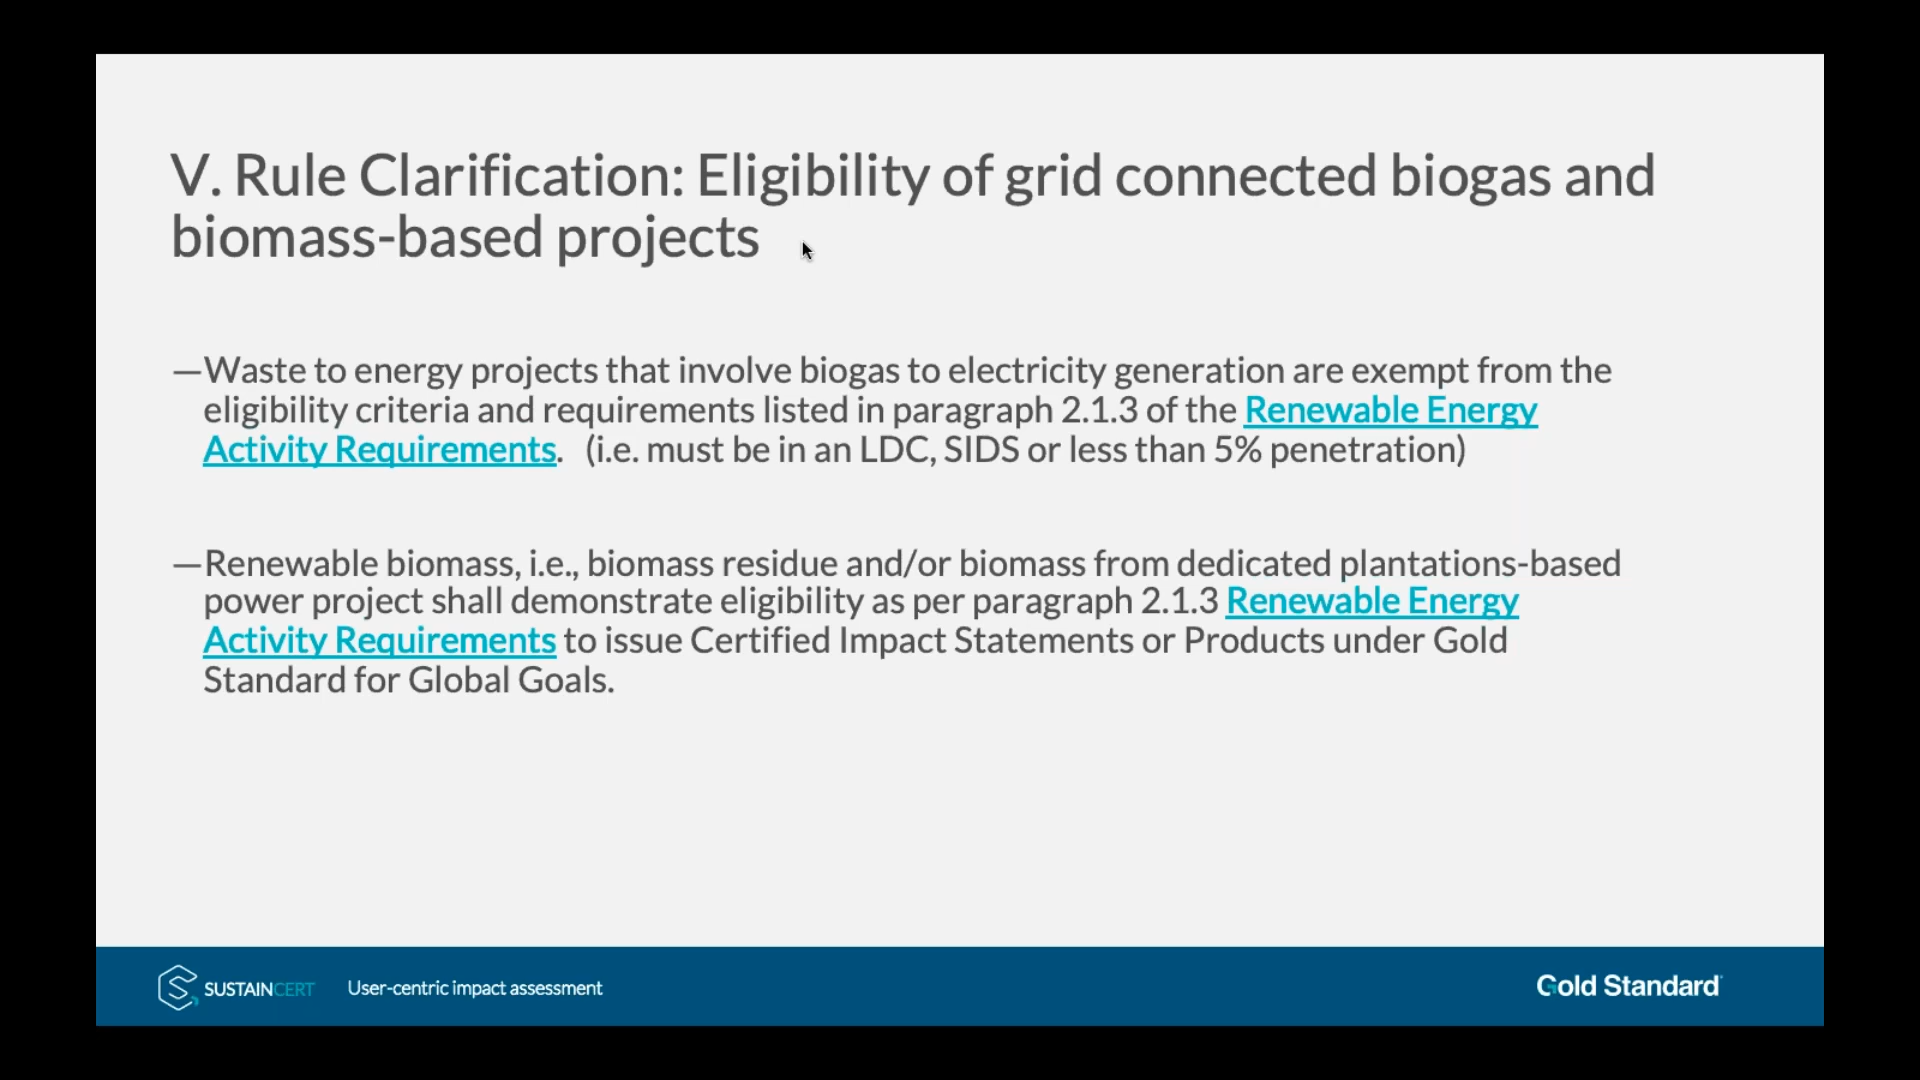 V. Rule Clarification: Eligibility of grid connected biogas and
biomass-based projects
—Waste to energy projects that involve biogas to electricity generation are exempt from the
eligibility criteria and requirements listed in paragraph 2.1.3 of the Renewable Energy
Activity Requirements. (i.e. must be in an LDC, SIDS or less than 5% penetration)
—Renewable biomass, i.e., biomass residue and/or biomass from dedicated plantations-based
power project shall demonstrate eligibility as per paragraph 2.1.3 Renewable Energy
Activity Requirements to issue Certified Impact Statements or Products under Gold
Standard for Global Goals.
SUSTAINCERT User-centric impact assessment Gold Standard